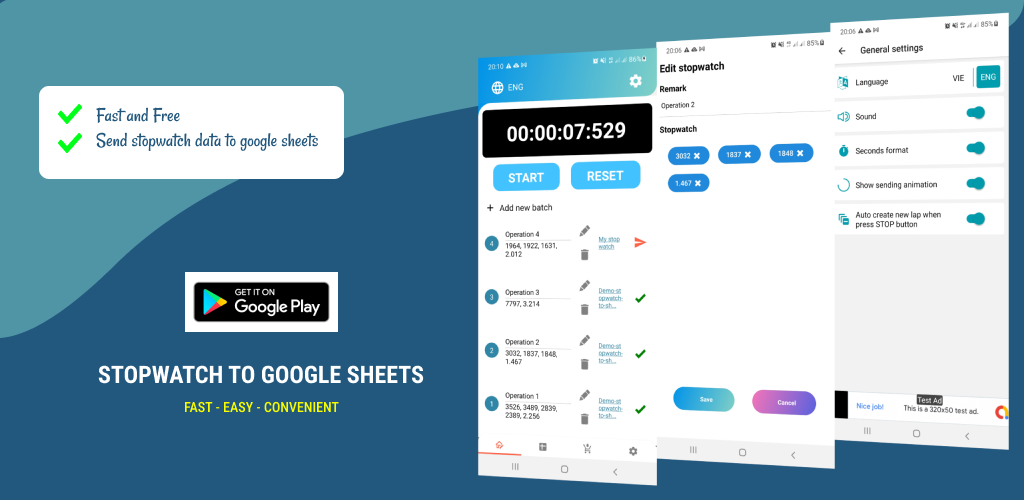 Fast and Free
Send stopwatch data to google sheets
GET IT ON
Google Play
STOPWATCH TO GOOGLE SHEETS
FAST - EASY - CONVENIENT
20:10
86%
ENG
00:00:07:529
START
RESET
+ Add new batch
4
Operation 4
1964, 1922, 1631,
2.012
My stop
watch
3
Operation 3
7797, 3.214
Demo-st
opwatch-
to-sh...
2
Operation 2
3032, 1837, 1848,
1.467
Demo-st
opwatch-
to-sh...
1
Operation 1
3526, 3489, 2839,
2389, 2.256
Demo-st
opwatch-
to-sh...
20:06
85%
Edit stopwatch
Remark
Operation 2
Stopwatch
3032
1837
1848
1.467
Save
Cancel
20:06
85%
General settings
Language
VIE
ENG
Sound
Seconds format
Show sending animation
Auto create new lap when
press STOP button
Nice job!
Test Ad
This is a 320x50 test ad.